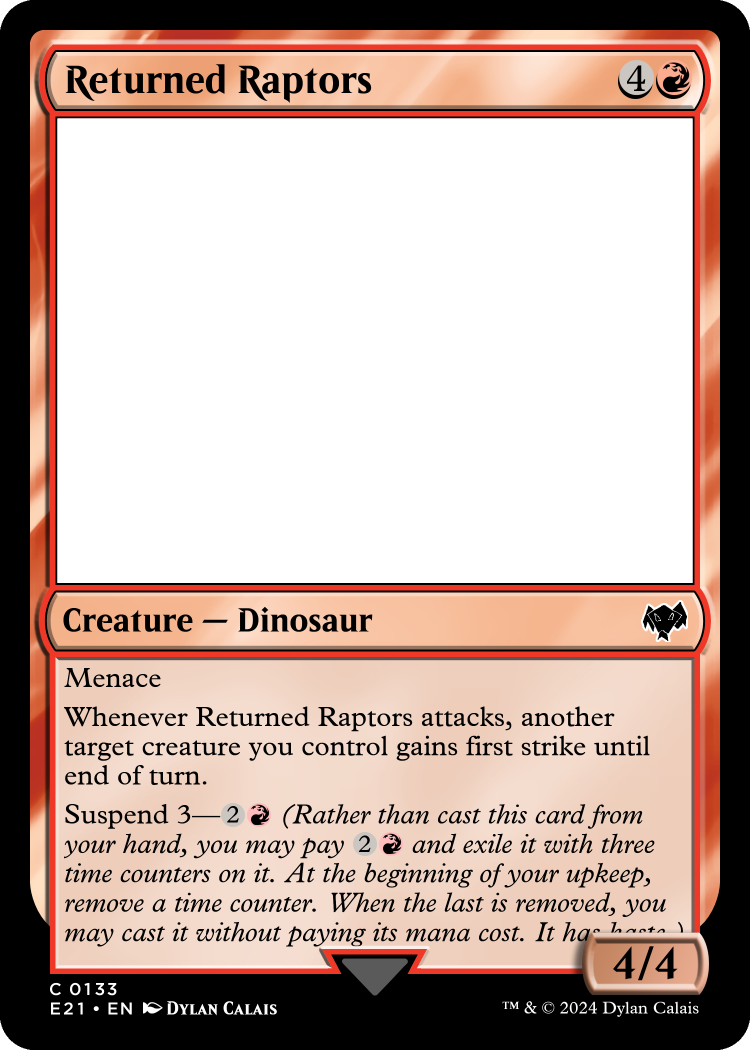 Returned Raptors 4
Creature — Dinosaur
Menace
Whenever Returned Raptors attacks, another
target creature you control gains first strike until
end of turn.
Suspend 3—2 (Rather than cast this card from
your hand, you may pay 2 and exile it with three
time counters on it. At the beginning of your upkeep,
remove a time counter. When the last is removed, you
may cast it without paying its mana cost. It has haste.)
4/4
C 0133
E21 • EN DYLAN CALAIS
™ & © 2024 Dylan Calais